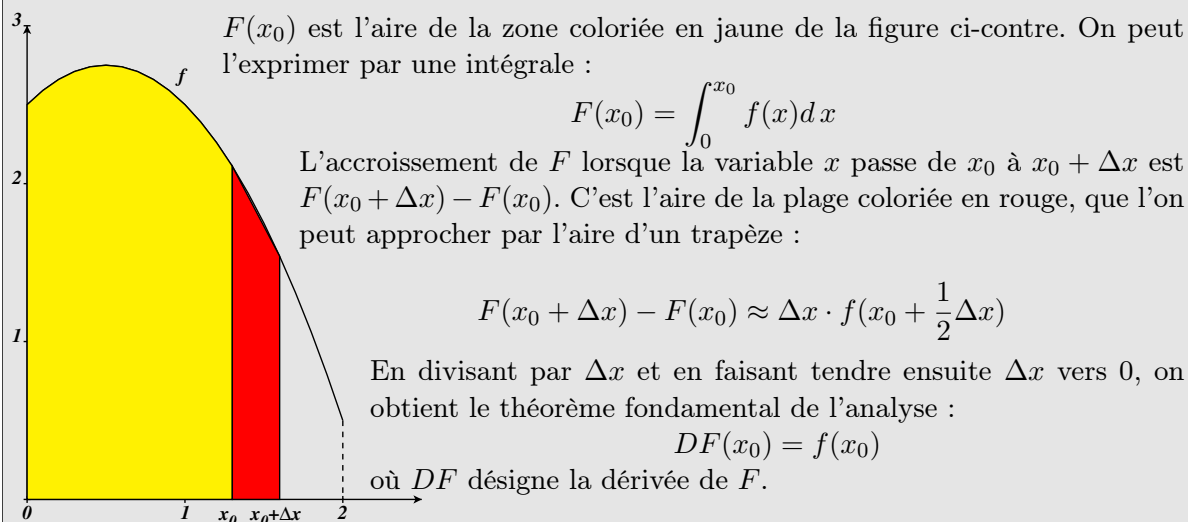 3
F(x₀) est l'aire de la zone coloriée en jaune de la figure ci-contre. On peut
f
l'exprimer par une intégrale :
F(x₀) = ∫₀^{x₀} f(x)d x
L'accroissement de F lorsque la variable x passe de x₀ à x₀ + Δx est
2
F(x₀ + Δx) − F(x₀). C'est l'aire de la plage coloriée en rouge, que l'on
peut approcher par l'aire d'un trapèze :
F(x₀ + Δx) − F(x₀) ≈ Δx · f(x₀ + ½Δx)
1
En divisant par Δx et en faisant tendre ensuite Δx vers 0, on
obtient le théorème fondamental de l'analyse :
DF(x₀) = f(x₀)
où DF désigne la dérivée de F.
0 1 x₀ x₀+Δx 2